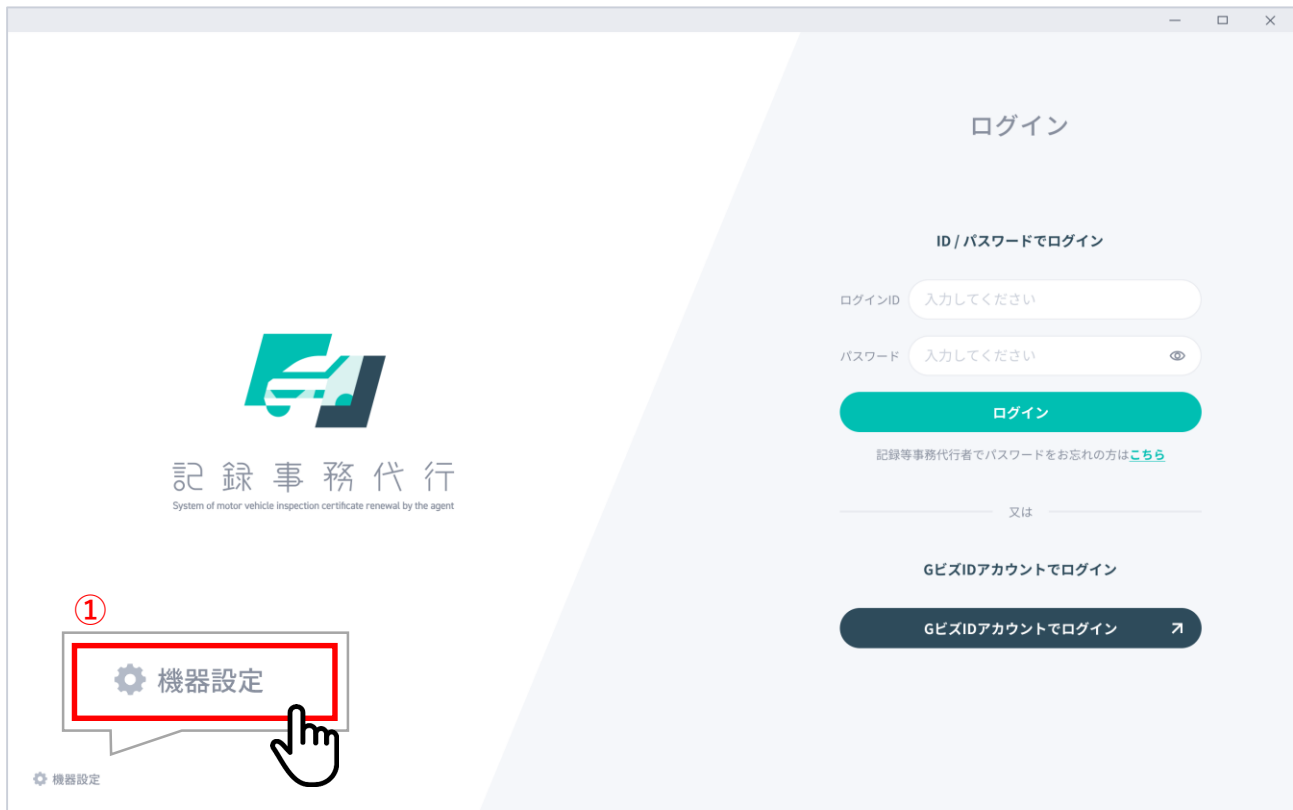 ログイン
ID / パスワードでログイン
ログインID 入力してください
パスワード 入力してください
ログイン
記録等事務代行者でパスワードをお忘れの方はこちら
又は
GビズIDアカウントでログイン
GビズIDアカウントでログイン
記録事務代行
System of motor vehicle inspection certificate renewal by the agent
①
機器設定
機器設定